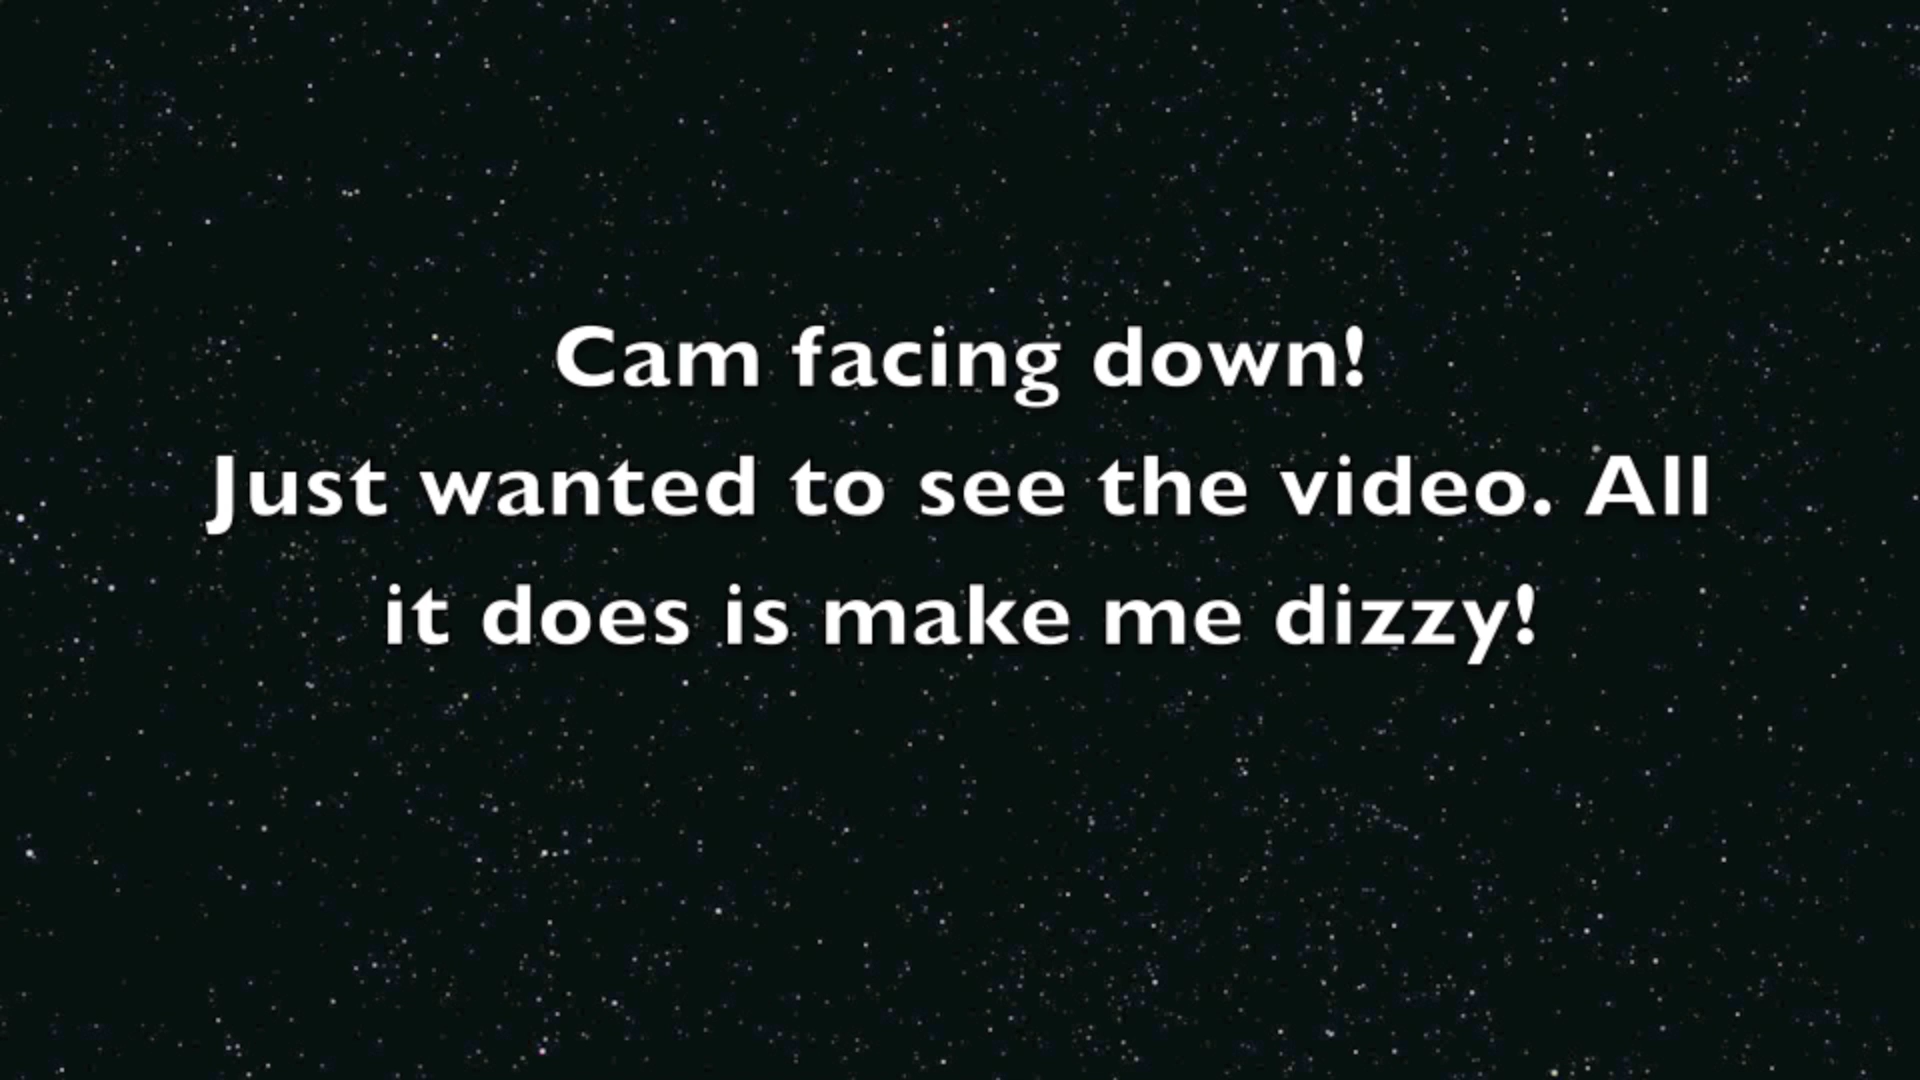 Cam facing down!
Just wanted to see the video. All
it does is make me dizzy!